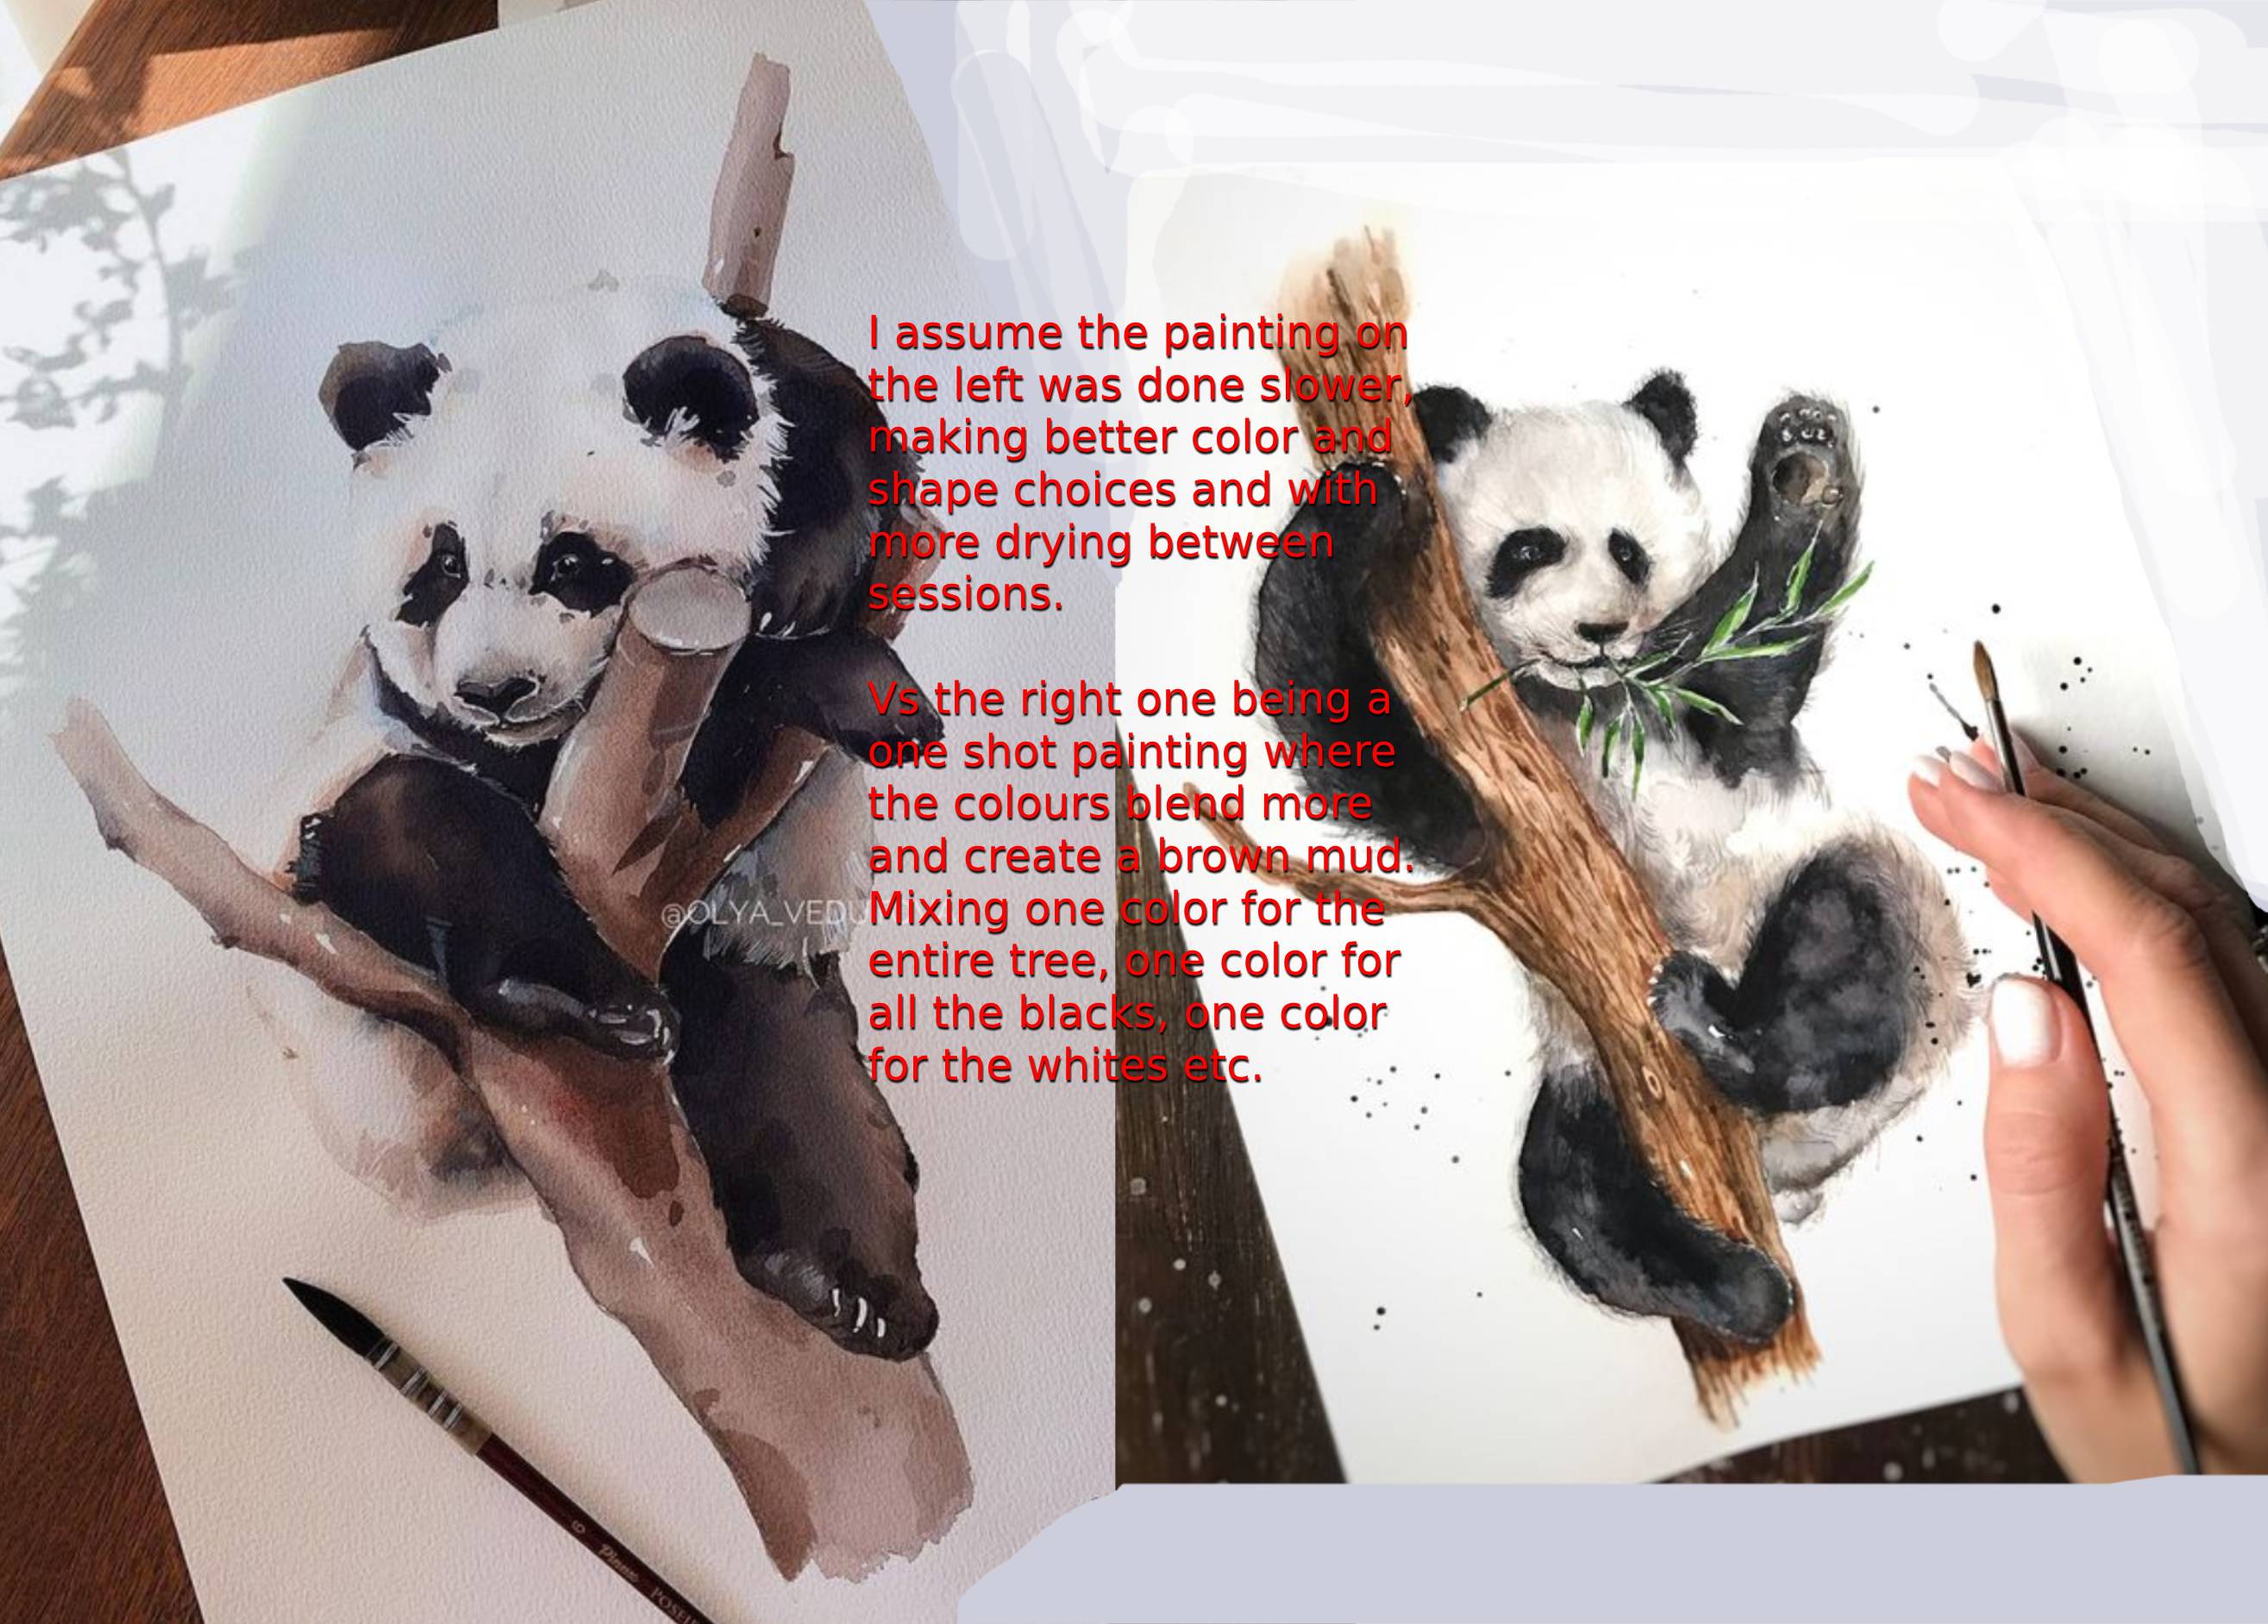 I assume the painting on
the left was done slower,
making better color and
shape choices and with
more drying between
sessions.
Vs the right one being a
one shot painting where
the colours blend more
and create a brown mud.
Mixing one color for the
entire tree, one color for
all the blacks, one color
for the whites etc.
@OLYA_VEDU
6